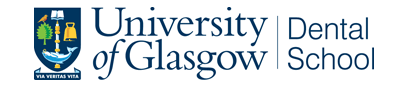 University
of Glasgow
Dental
School
VIA VERITAS VITA